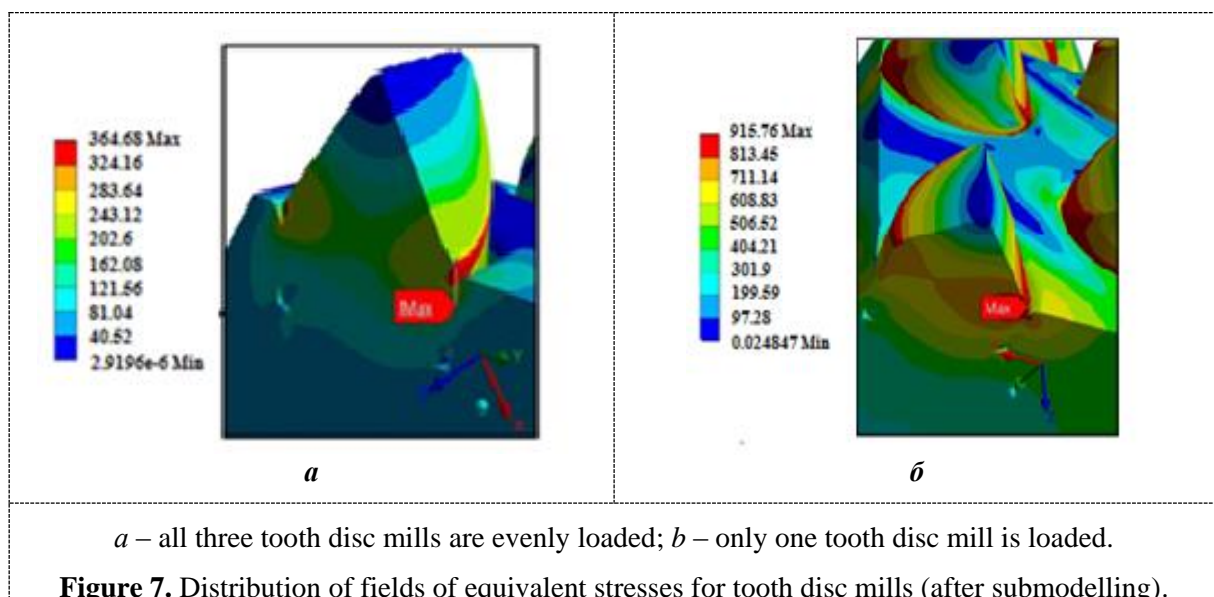 364.68 Max
324.16
283.64
243.12
202.6
162.08
121.56
81.04
40.52
2.9196e-6 Min
Max
Y
X
а
915.76 Max
813.45
711.14
608.83
506.52
404.21
301.9
199.59
97.28
0.024847 Min
Max
б
a – all three tooth disc mills are evenly loaded; b – only one tooth disc mill is loaded.
Figure 7. Distribution of fields of equivalent stresses for tooth disc mills (after submodelling).